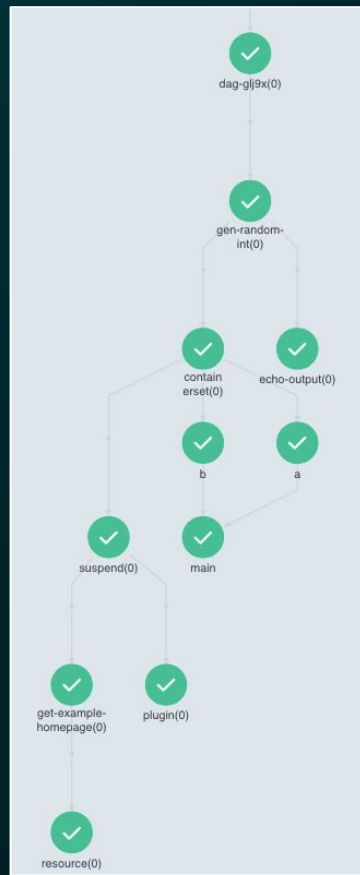 dag-glj9x(0)
gen-random-
int(0)
contain
erset(0)
echo-output(0)
b
a
suspend(0)
main
get-example-
homepage(0)
plugin(0)
resource(0)